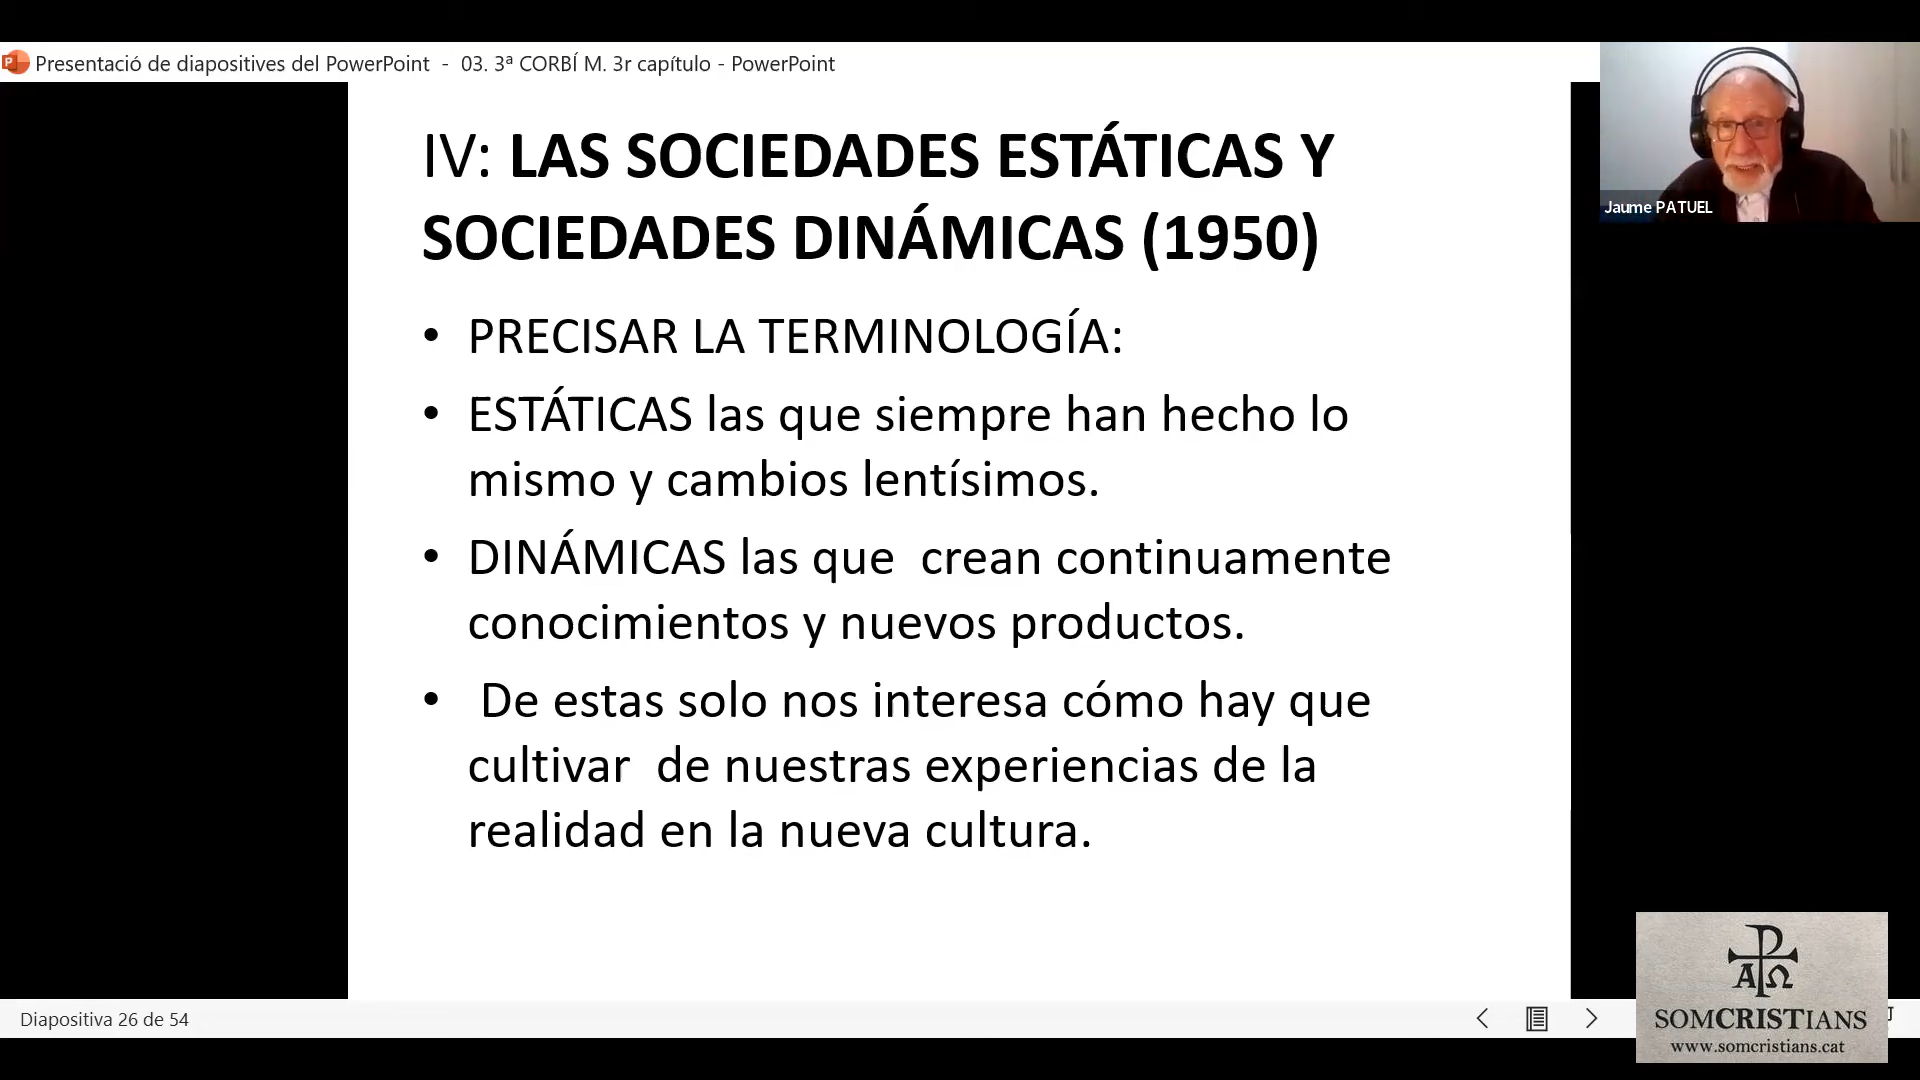 Presentació de diapositives del PowerPoint - 03. 3ª CORBÍ M. 3r capítulo - PowerPoint
Jaume PATUEL
IV: LAS SOCIEDADES ESTÁTICAS Y
SOCIEDADES DINÁMICAS (1950)
• PRECISAR LA TERMINOLOGÍA:
• ESTÁTICAS las que siempre han hecho lo
mismo y cambios lentísimos.
• DINÁMICAS las que crean continuamente
conocimientos y nuevos productos.
• De estas solo nos interesa cómo hay que
cultivar de nuestras experiencias de la
realidad en la nueva cultura.
Diapositiva 26 de 54
SOMCRISTIANS
www.somcristians.cat